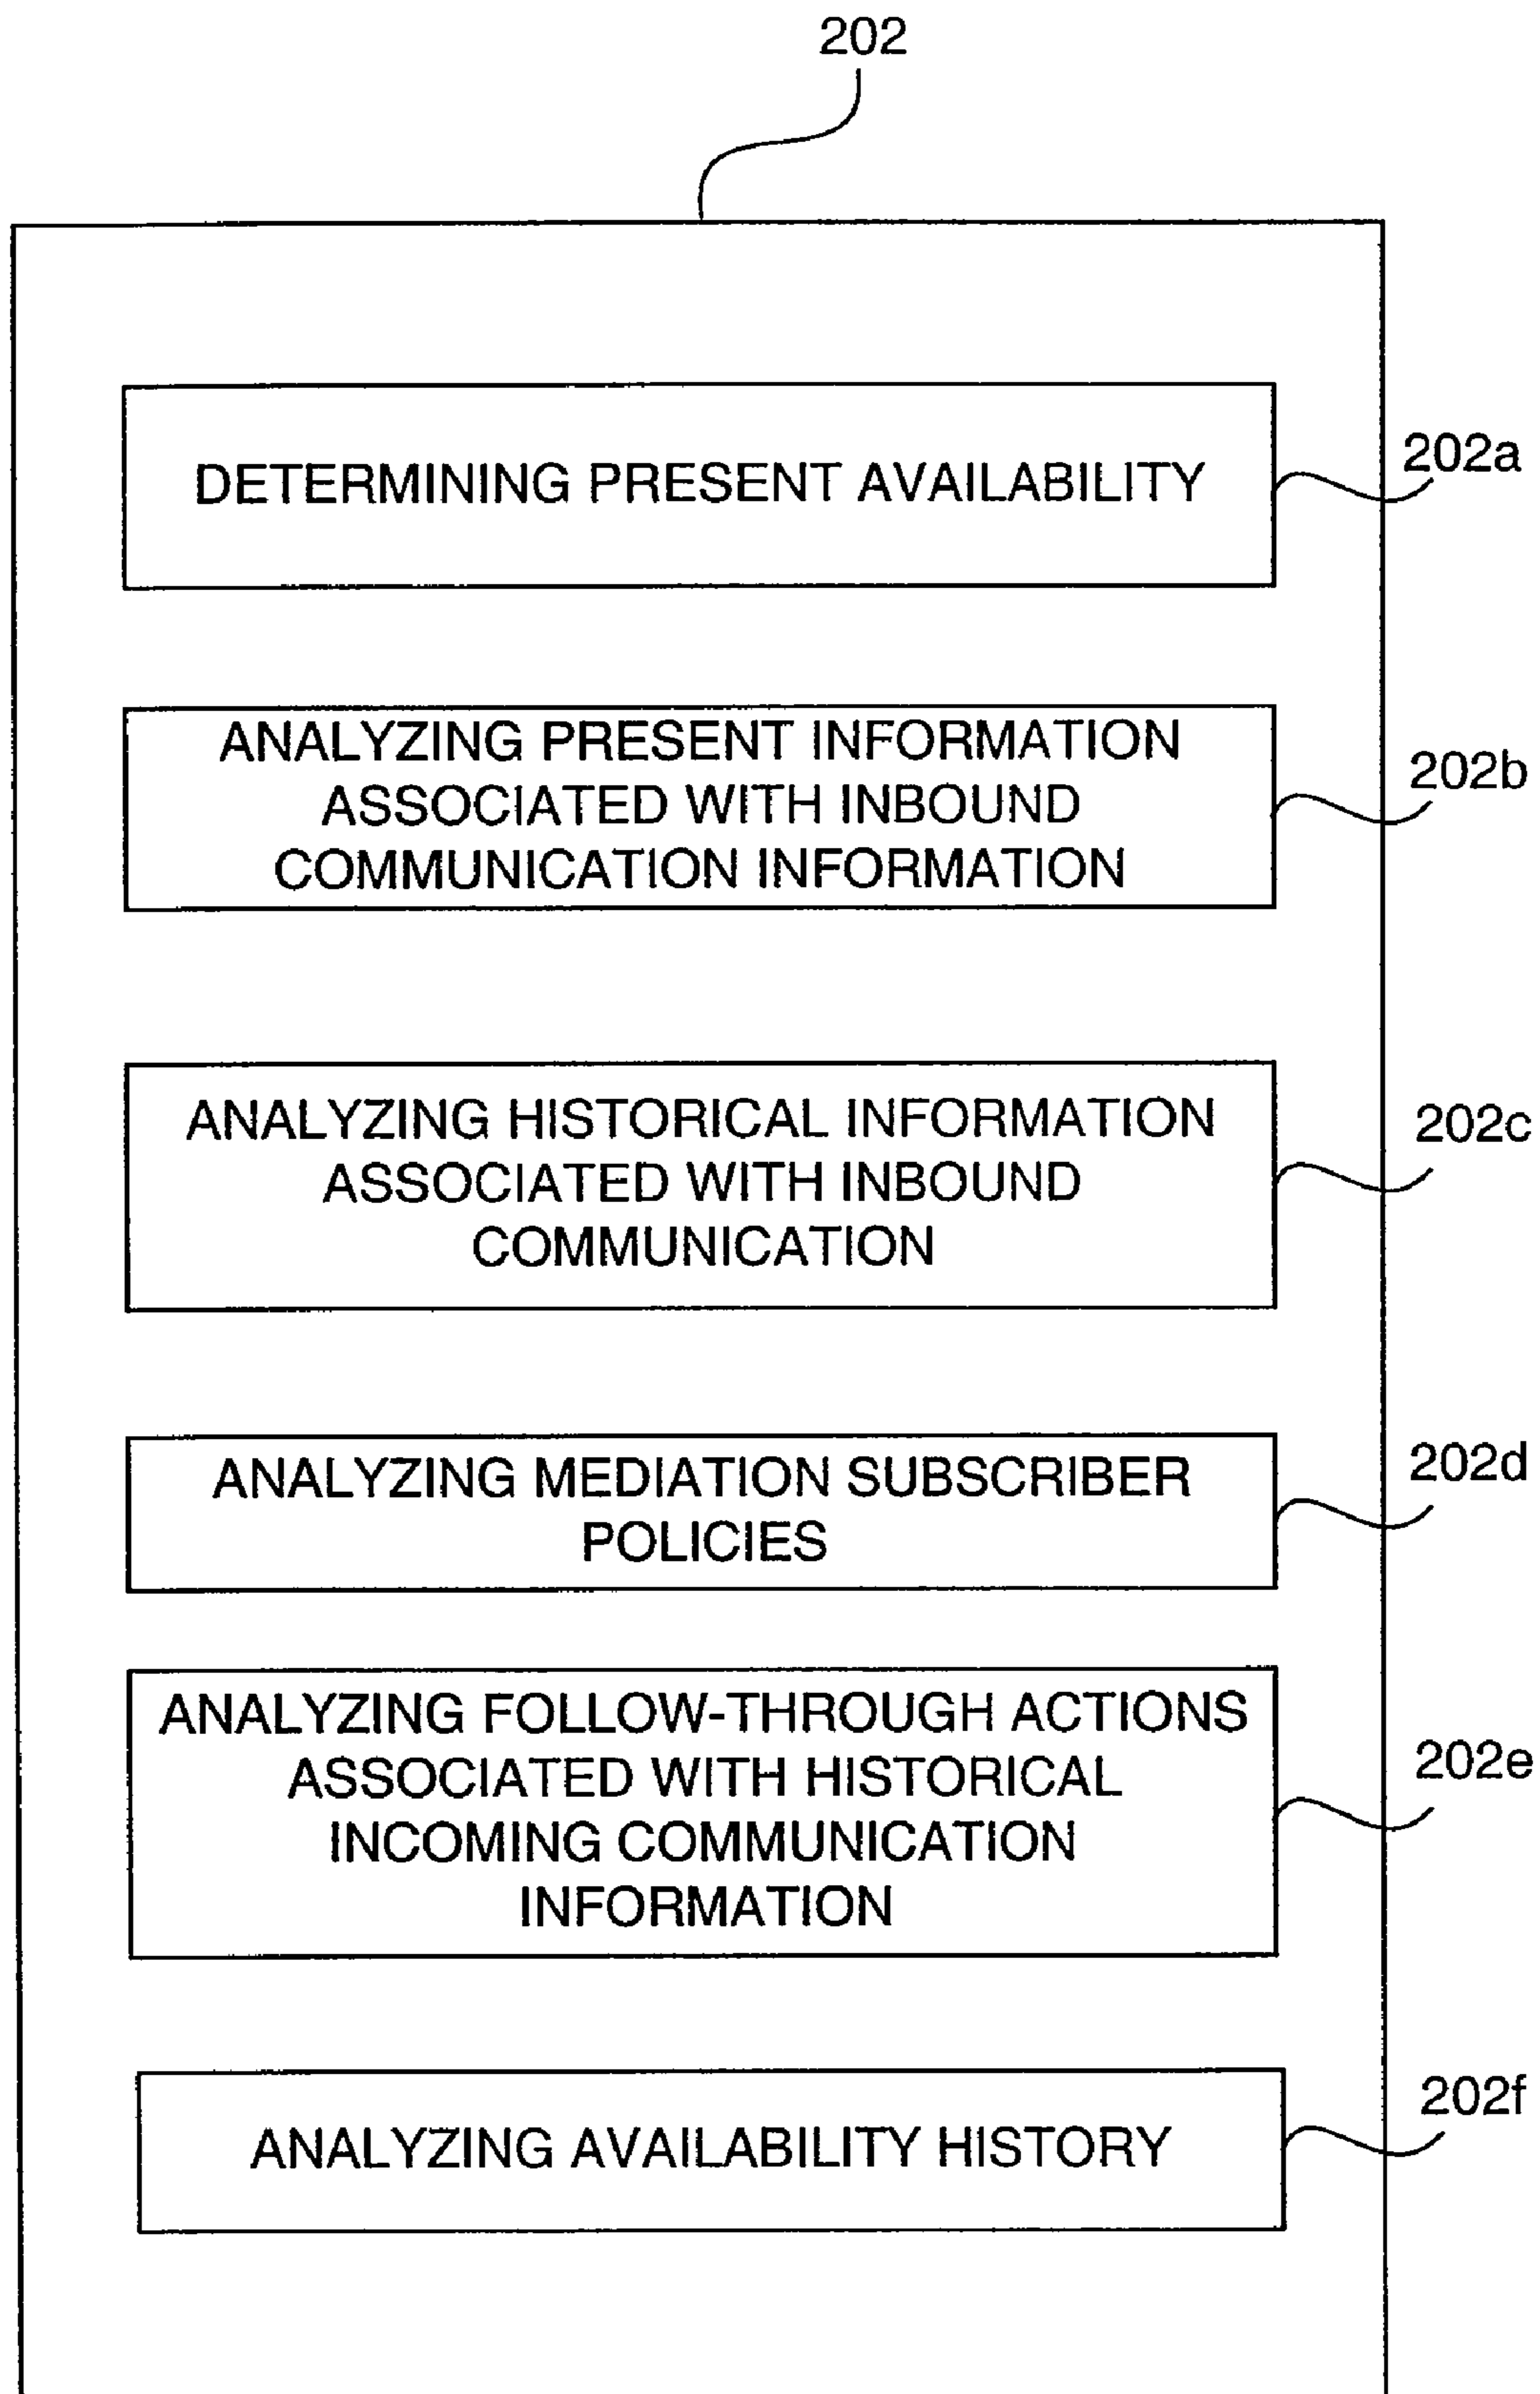 202
DETERMINING PRESENT AVAILABILITY
202a
ANALYZING PRESENT INFORMATION
ASSOCIATED WITH INBOUND
COMMUNICATION INFORMATION
202b
ANALYZING HISTORICAL INFORMATION
ASSOCIATED WITH INBOUND
COMMUNICATION
202c
ANALYZING MEDIATION SUBSCRIBER
POLICIES
202d
ANALYZING FOLLOW-THROUGH ACTIONS
ASSOCIATED WITH HISTORICAL
INCOMING COMMUNICATION
INFORMATION
202e
ANALYZING AVAILABILITY HISTORY
202f